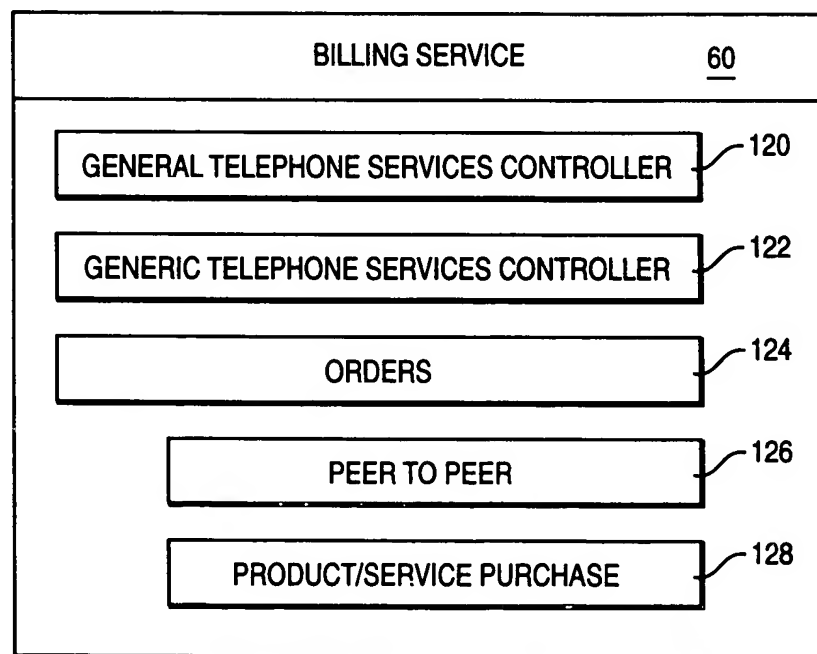 BILLING SERVICE 60
GENERAL TELEPHONE SERVICES CONTROLLER 120
GENERIC TELEPHONE SERVICES CONTROLLER 122
ORDERS 124
PEER TO PEER 126
PRODUCT/SERVICE PURCHASE 128